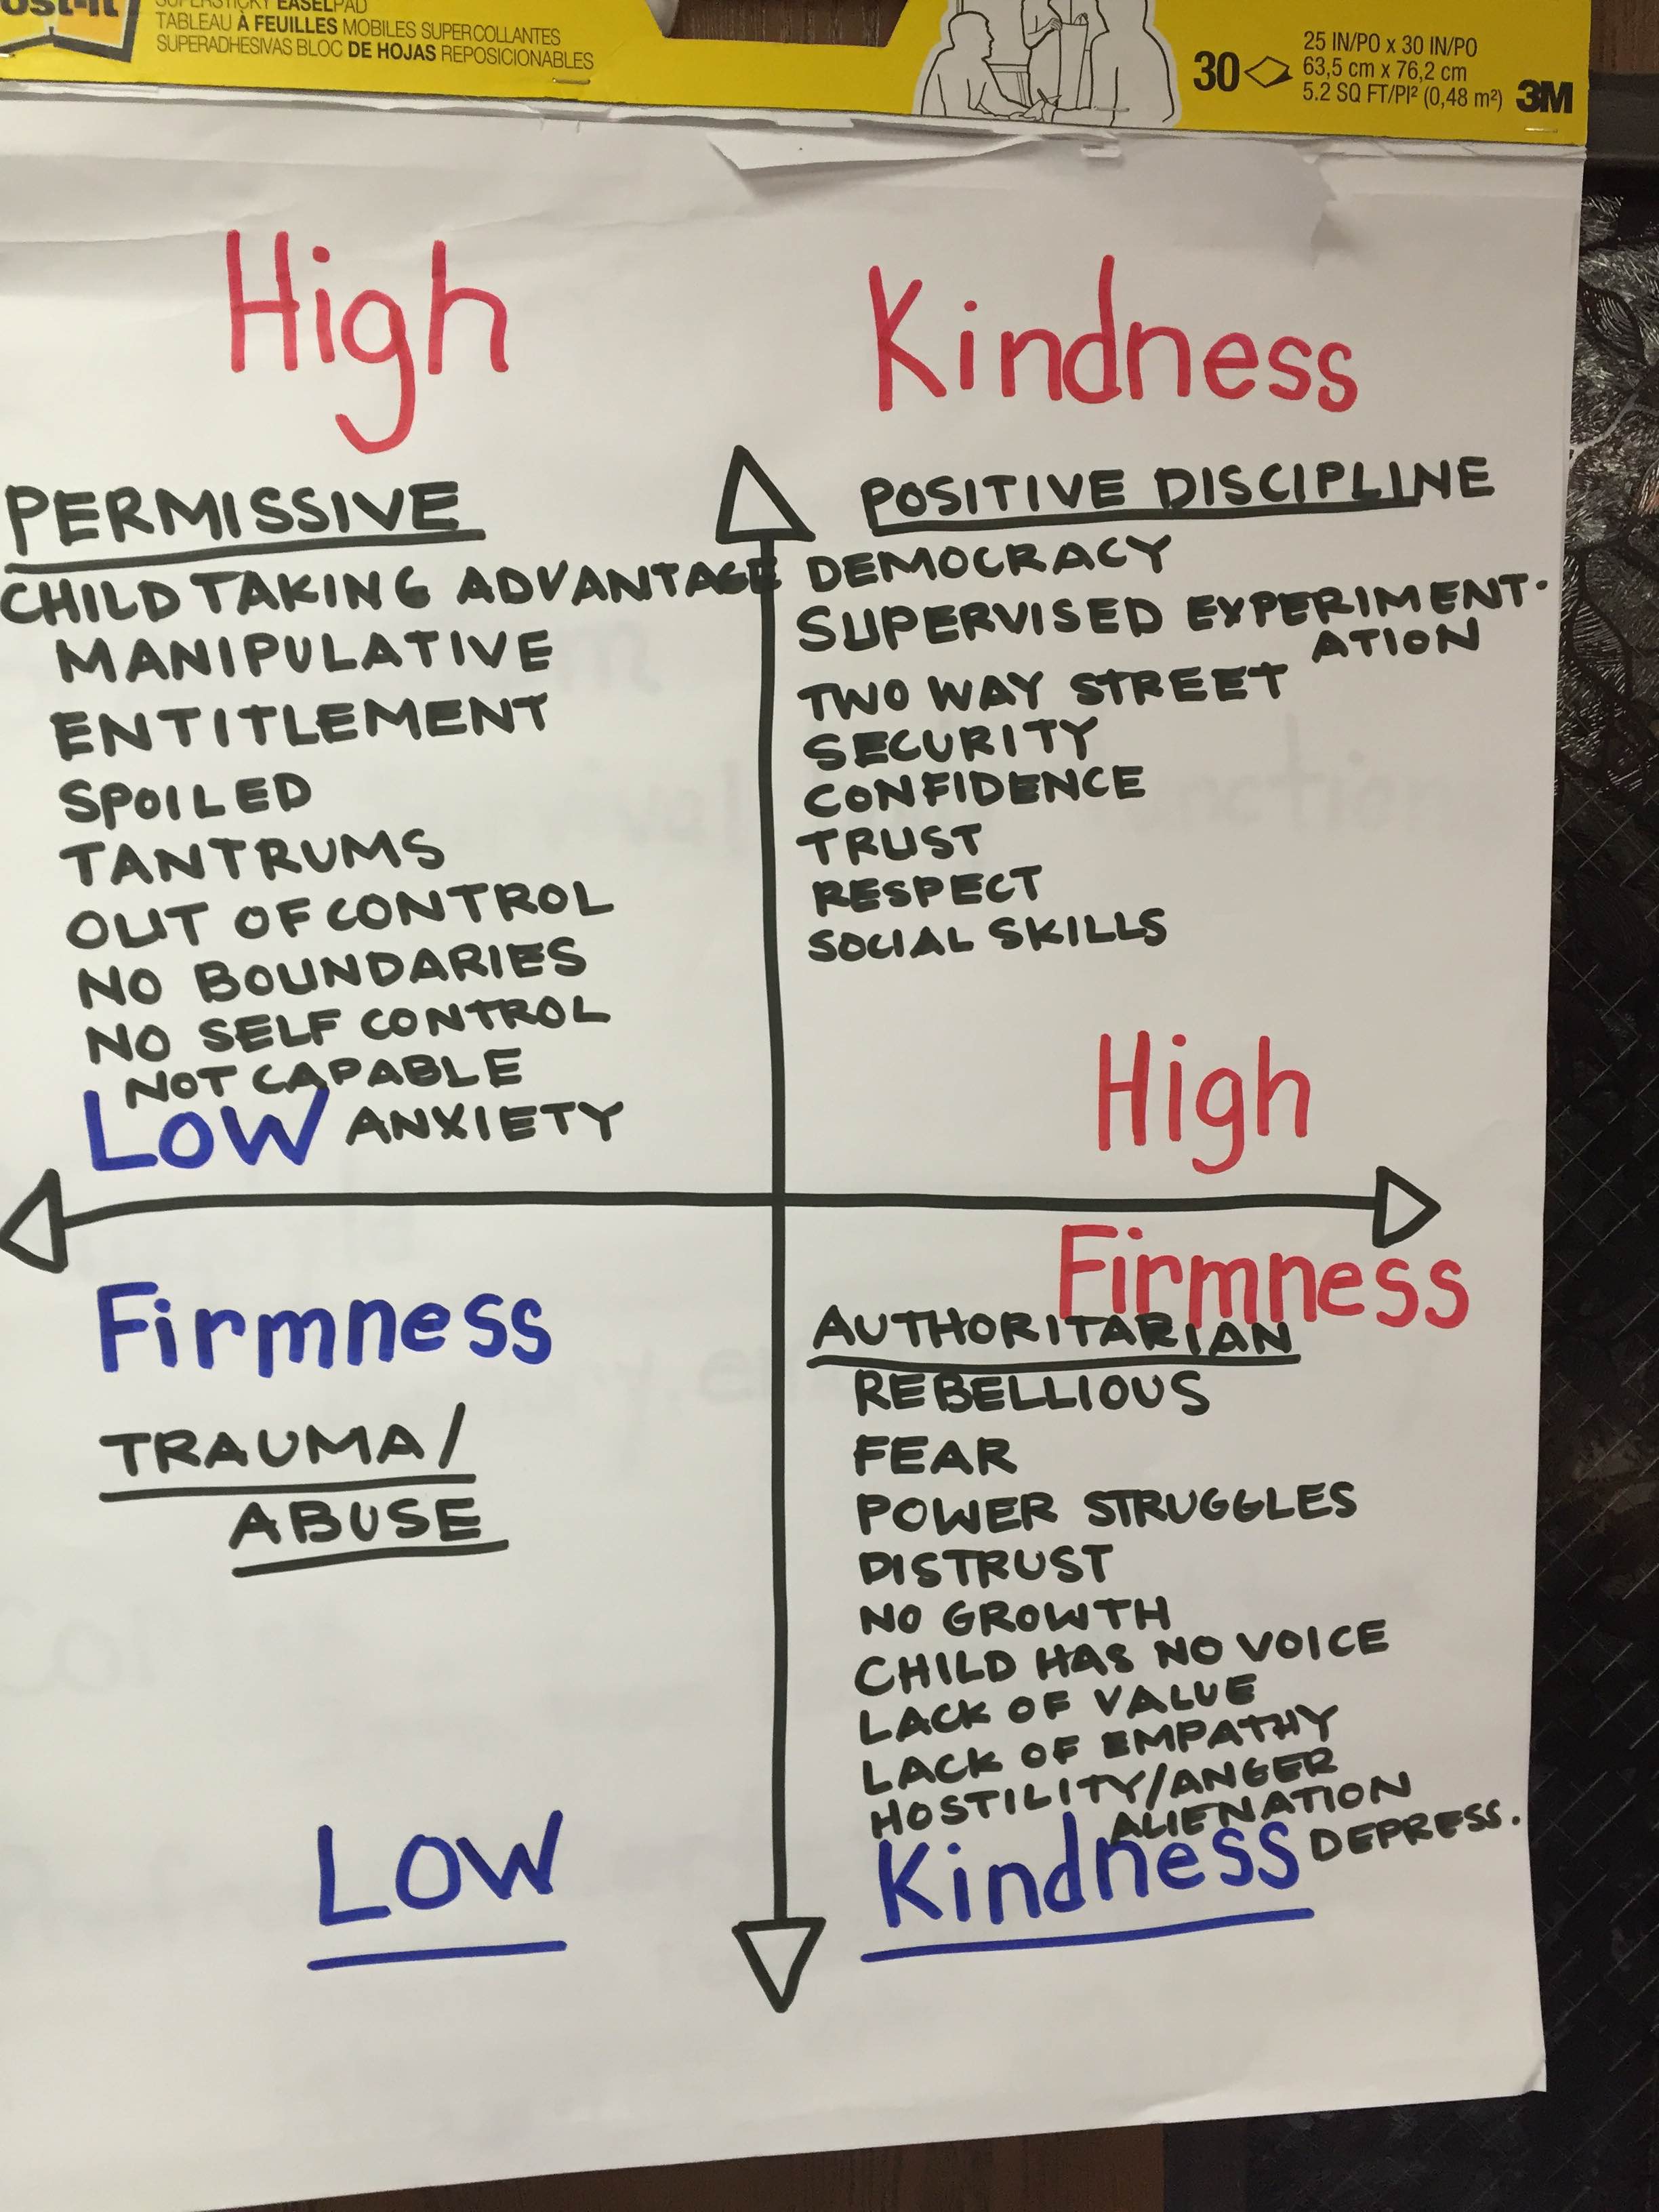 SUPERSTICKY EASELPAD
TABLEAU À FEUILLES MOBILES SUPERCOLLANTES
SUPERADHESIVAS BLOC DE HOJAS REPOSICIONABLES
30
25 IN/PO x 30 IN/PO
63,5 cm x 76,2 cm
5.2 SQ FT/PI² (0,48 m²)
3M
High Kindness
PERMISSIVE
CHILD TAKING ADVANTAGE
MANIPULATIVE
ENTITLEMENT
SPOILED
TANTRUMS
OUT OF CONTROL
NO BOUNDARIES
NO SELF CONTROL
NOT CAPABLE
ANXIETY
POSITIVE DISCIPLINE
DEMOCRACY
SUPERVISED EXPERIMENT-
ATION
TWO WAY STREET
SECURITY
CONFIDENCE
TRUST
RESPECT
SOCIAL SKILLS
Low
Firmness
High
Firmness
TRAUMA/
ABUSE
AUTHORITARIAN
REBELLIOUS
FEAR
POWER STRUGGLES
DISTRUST
NO GROWTH
CHILD HAS NO VOICE
LACK OF VALUE
LACK OF EMPATHY
HOSTILITY/ANGER
ALIENATION
DEPRESS.
Low Kindness